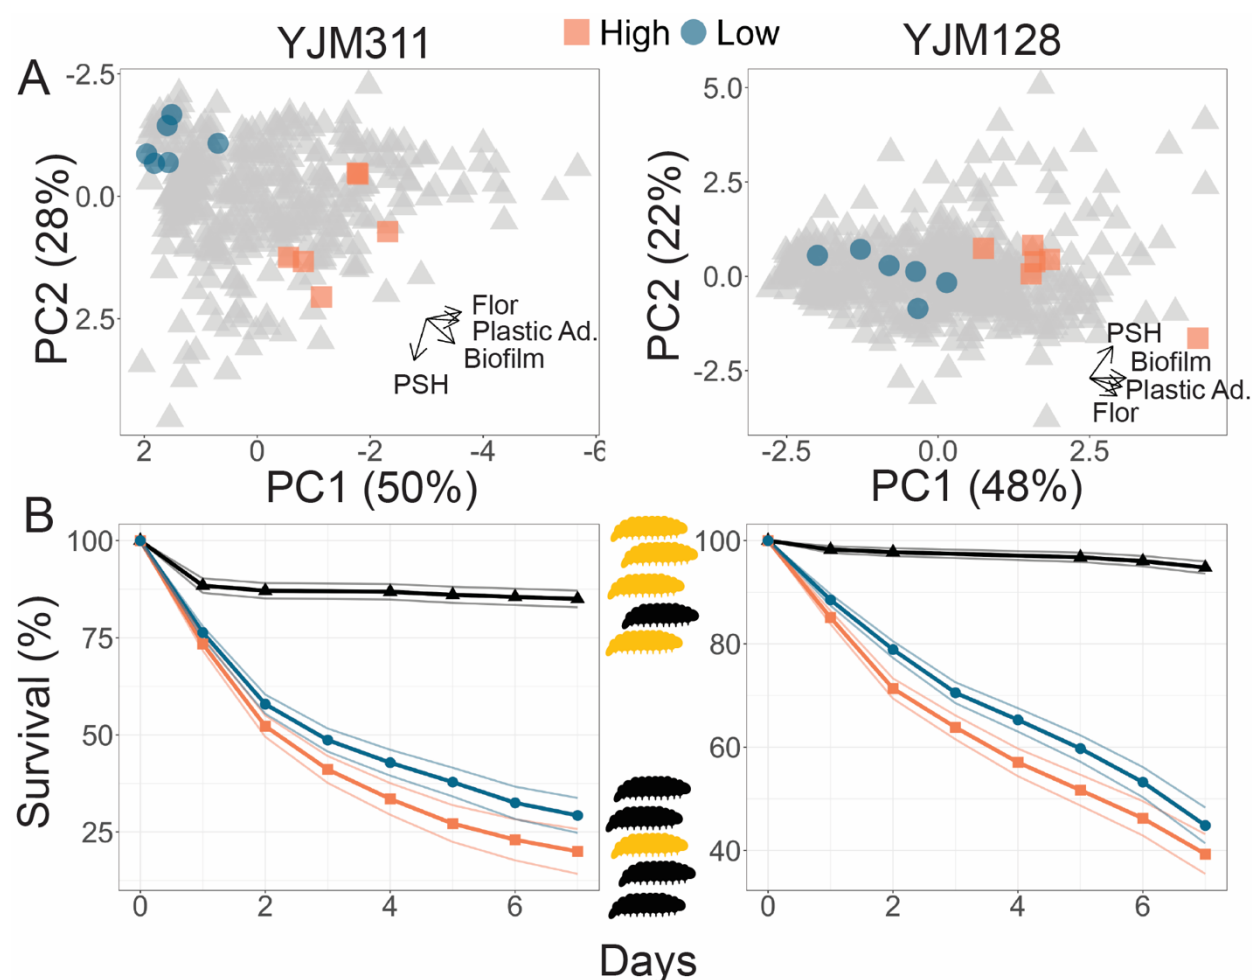 High Low
YJM311
YJM128
A
PC2 (28%)
-2.5
0.0
2.5
2
0
-2
-4
-6
PC1 (50%)
Flor
Plastic Ad.
Biofilm
PSH
PC2 (22%)
5.0
2.5
0.0
-2.5
-2.5
0.0
2.5
PC1 (48%)
PSH
Biofilm
Plastic Ad.
Flor
B
Survival (%)
100
75
50
25
0
2
4
6
100
80
60
40
0
2
4
6
Days